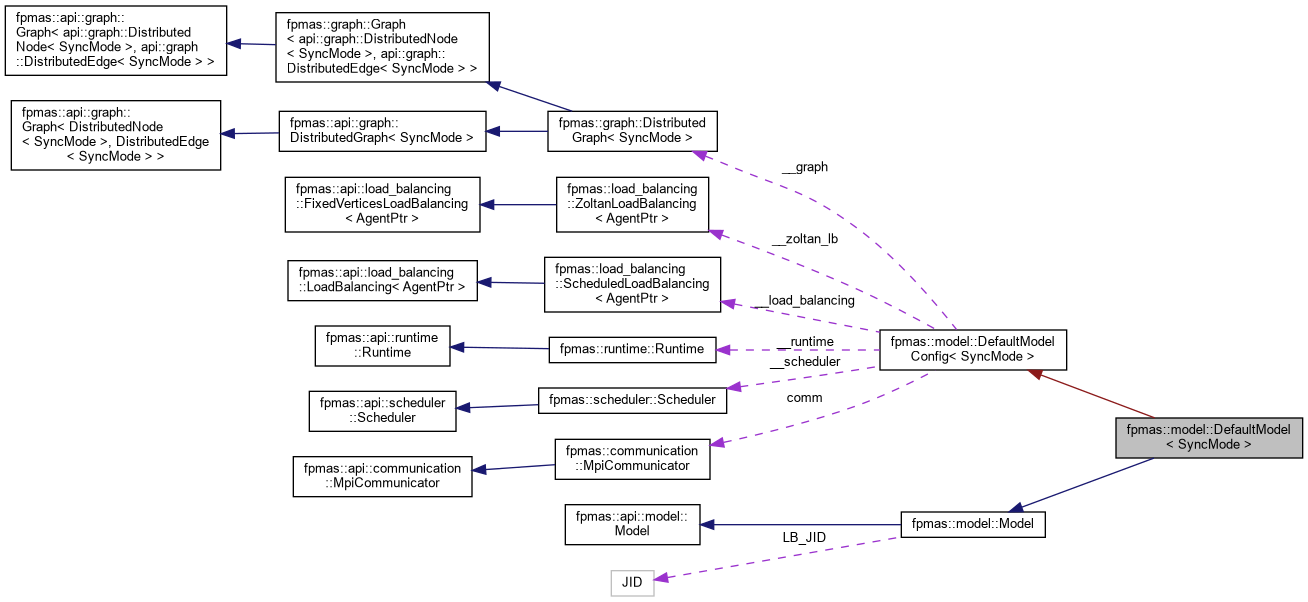 fpmas::api::graph::
Graph< api::graph::Distributed
Node< SyncMode >, api::graph
::DistributedEdge< SyncMode > >
fpmas::graph::Graph
< api::graph::DistributedNode
< SyncMode >, api::graph::
DistributedEdge< SyncMode > >
fpmas::api::graph::
Graph< DistributedNode
< SyncMode >, DistributedEdge
< SyncMode > >
fpmas::api::graph::
DistributedGraph< SyncMode >
fpmas::graph::Distributed
Graph< SyncMode >
__graph
fpmas::api::load_balancing
::FixedVerticesLoadBalancing
< AgentPtr >
fpmas::load_balancing
::ZoltanLoadBalancing
< AgentPtr >
__zoltan_lb
fpmas::api::load_balancing
::LoadBalancing< AgentPtr >
fpmas::load_balancing
::ScheduledLoadBalancing
< AgentPtr >
__load_balancing
fpmas::api::runtime
::Runtime
fpmas::runtime::Runtime
__runtime
fpmas::model::DefaultModel
Config< SyncMode >
fpmas::api::scheduler
::Scheduler
fpmas::scheduler::Scheduler
__scheduler
comm
fpmas::model::DefaultModel
< SyncMode >
fpmas::api::communication
::MpiCommunicator
fpmas::communication
::MpiCommunicator
fpmas::api::model::
Model
fpmas::model::Model
LB_JID
JID